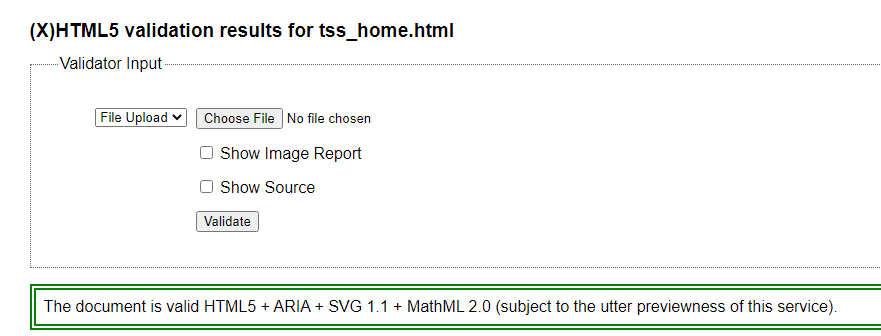 (X)HTML5 validation results for tss_home.html
Validator Input
File Upload Choose File No file chosen
Show Image Report
Show Source
Validate
The document is valid HTML5 + ARIA + SVG 1.1 + MathML 2.0 (subject to the utter previewness of this service).